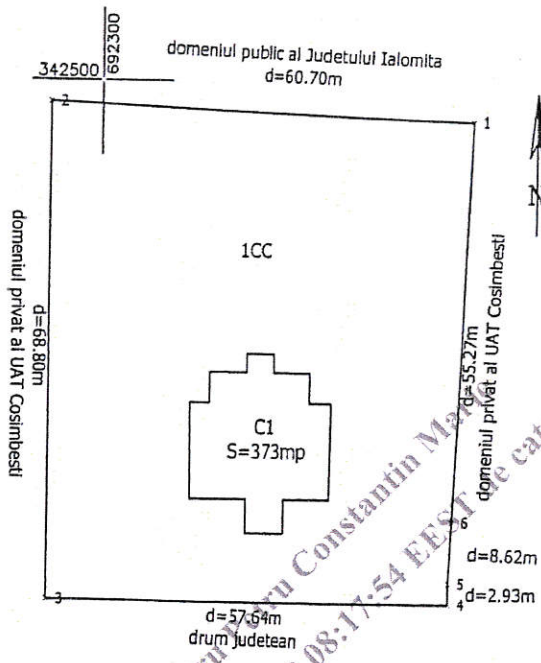 692300
342500
domeniul public al Judetului Ialomita
d=60.70m
2
1
N
1CC
domeniul privat al UAT Cosimbesti
d=68.80m
d=55.27m
domeniul privat al UAT Cosimbesti
C1
S=373mp
6
d=8.62m
5
4
d=2.93m
3
d=57.64m
drum judetean
Petru Constantin
08:17:54 EEST de